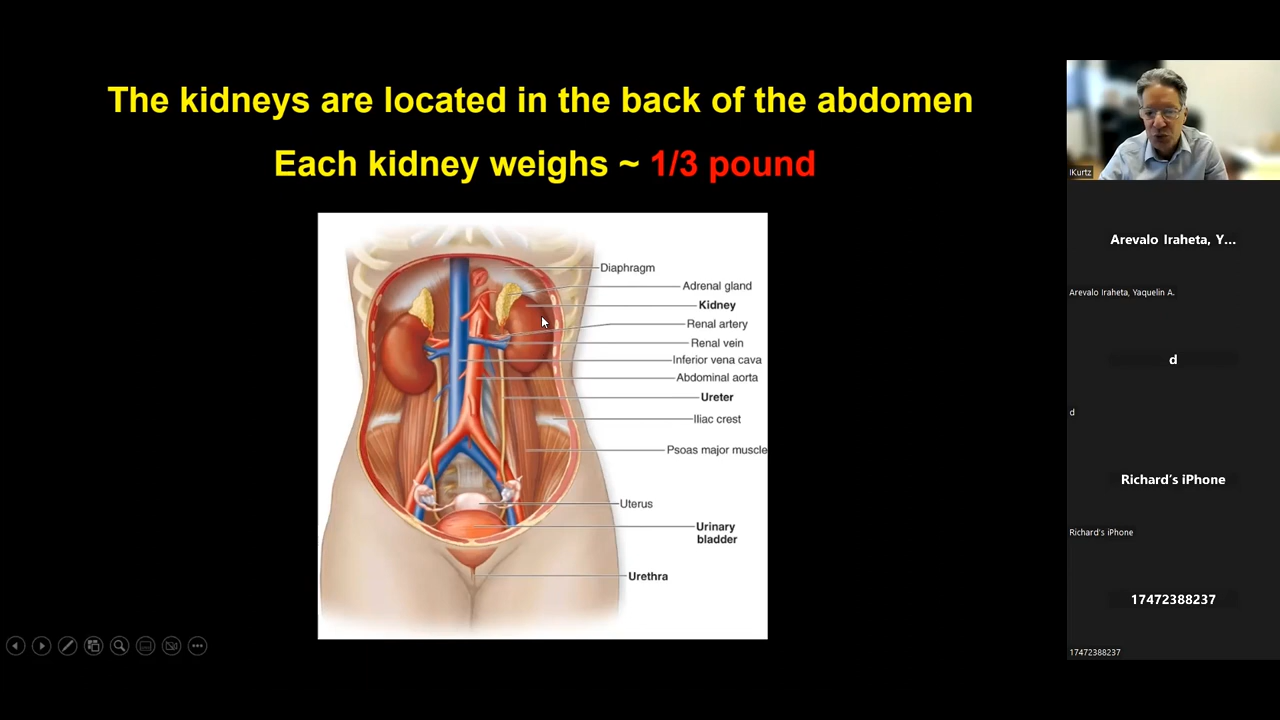 The kidneys are located in the back of the abdomen
Each kidney weighs ~ 1/3 pound
Diaphragm
Adrenal gland
Kidney
Renal artery
Renal vein
Inferior vena cava
Abdominal aorta
Ureter
Iliac crest
Psoas major muscle
Uterus
Urinary
bladder
Urethra
IKurtz
Arevalo Iraheta, Y...
Arevalo Iraheta, Yaquelin A.
d
d
Richard's iPhone
Richard's iPhone
17472388237
17472388237